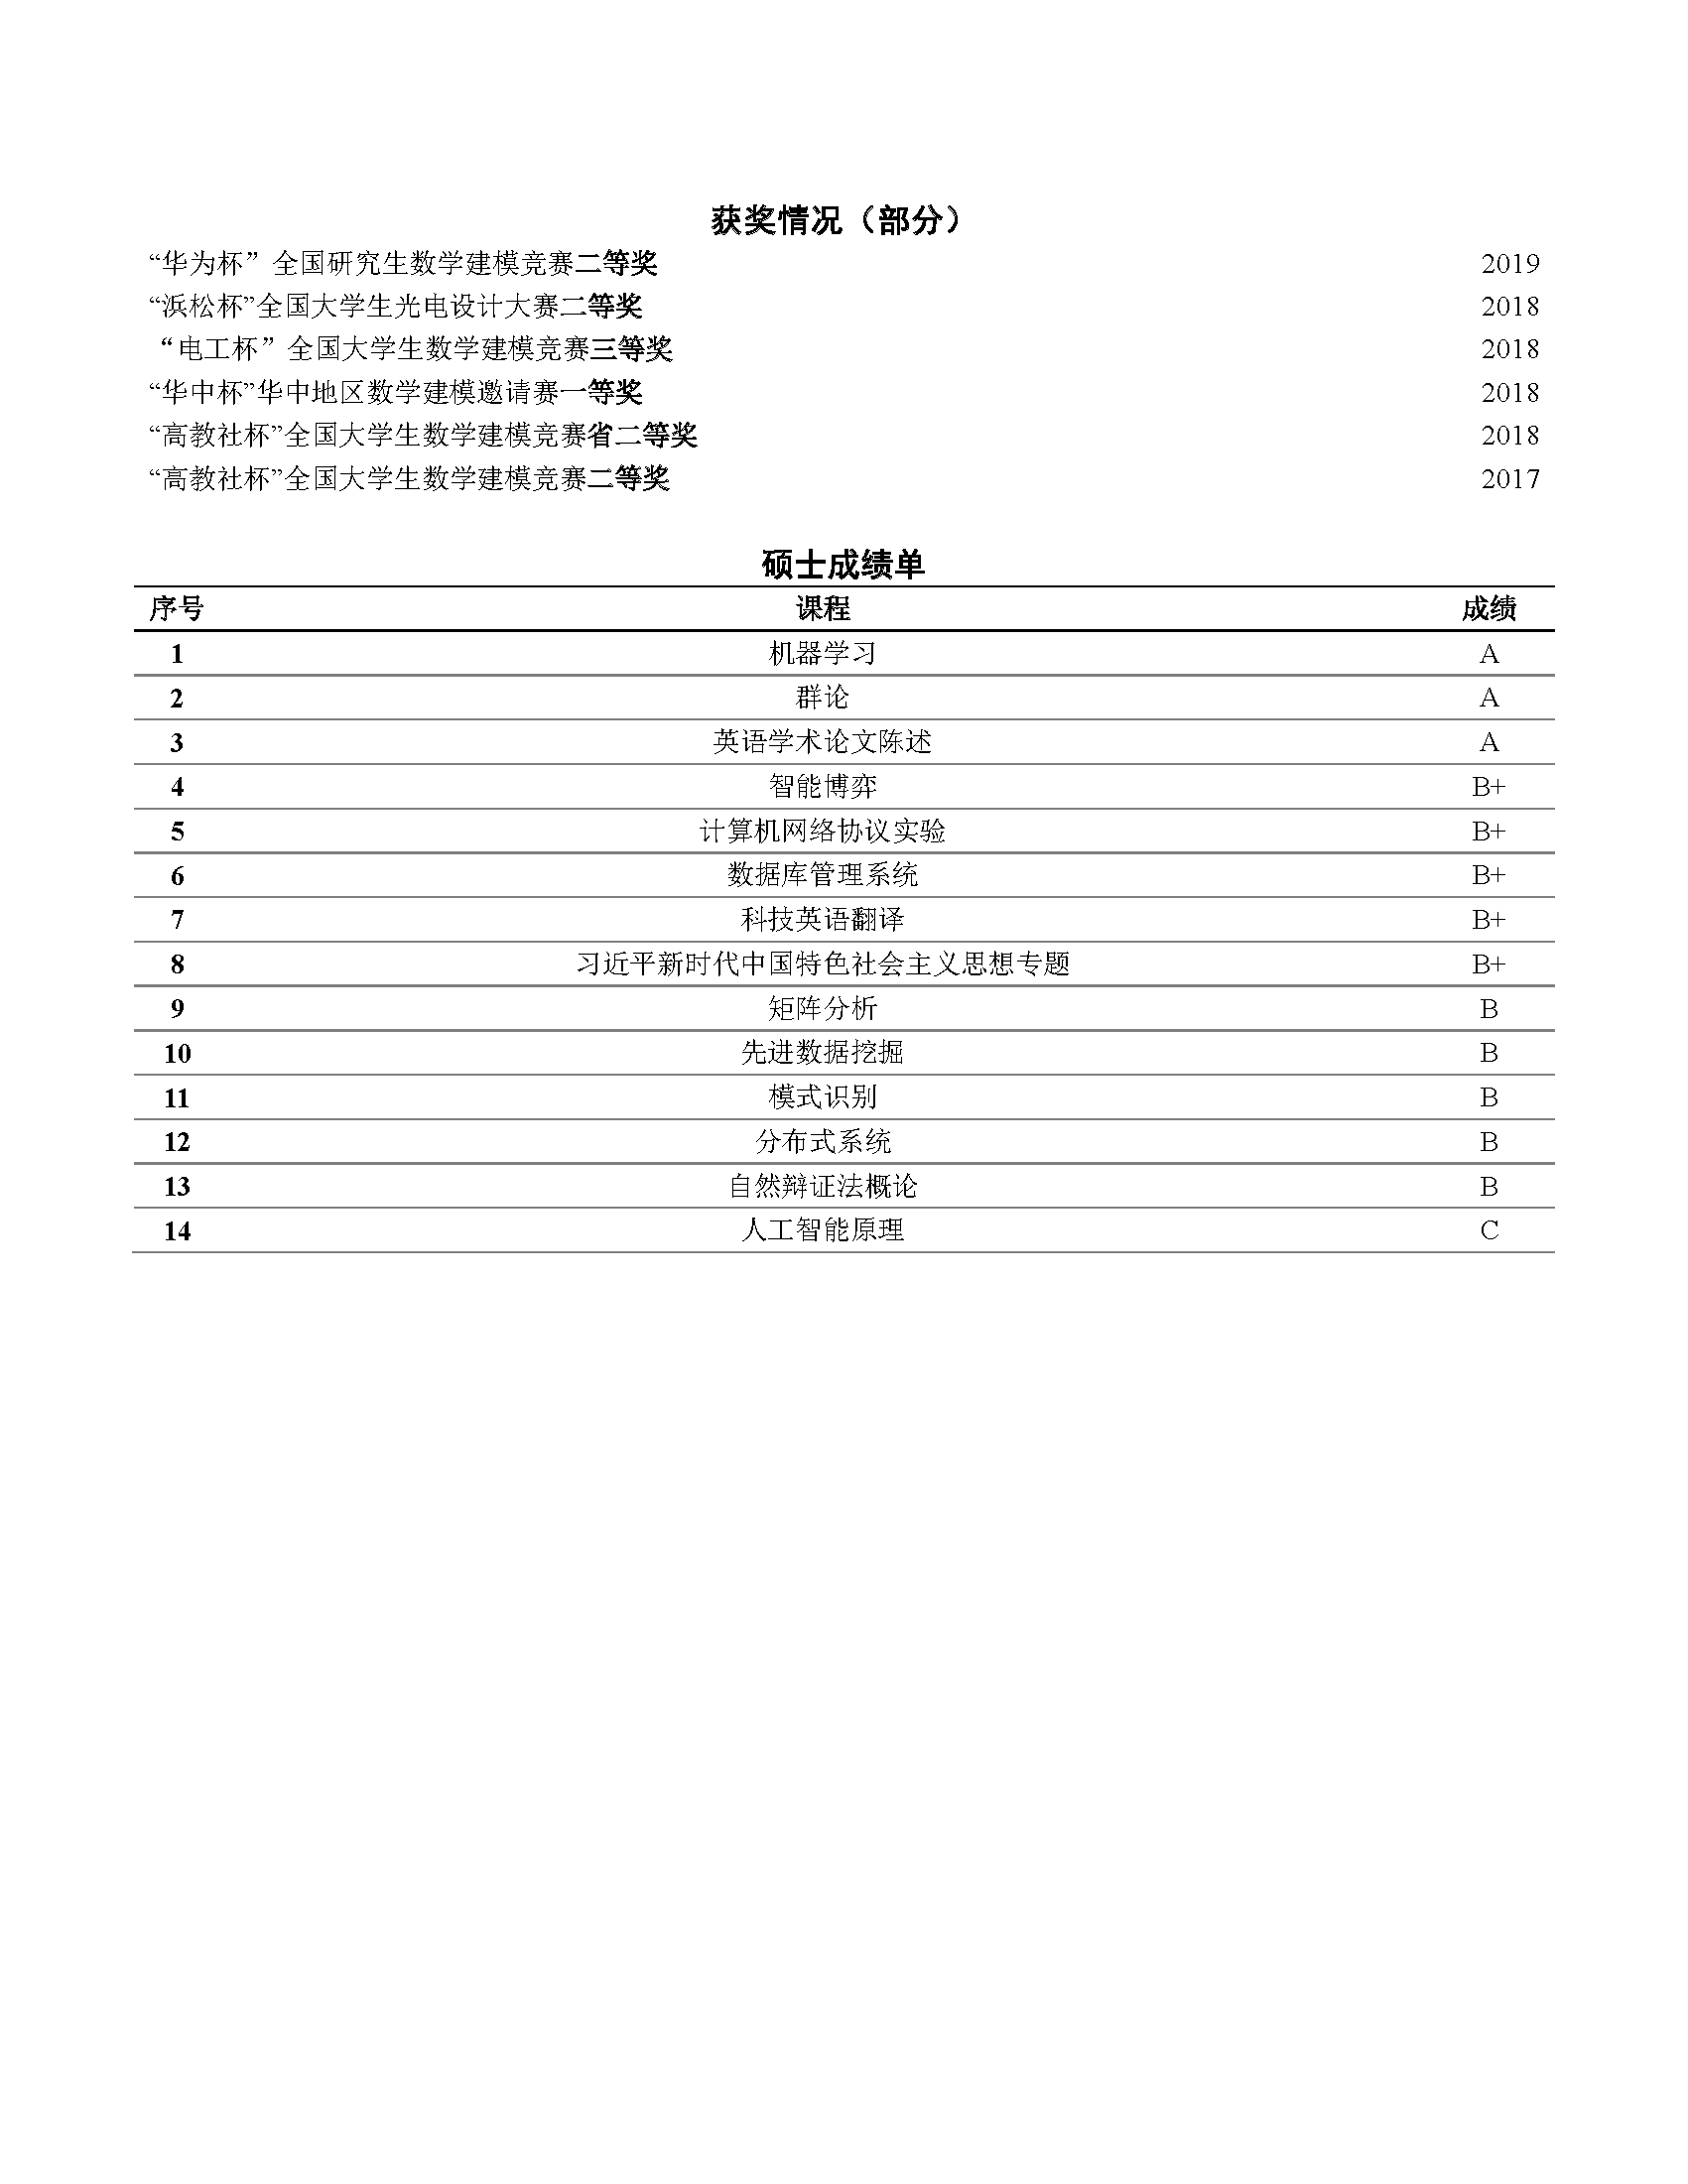 获奖情况（部分）
“华为杯”全国研究生数学建模竞赛二等奖 2019
“浜松杯”全国大学生光电设计大赛二等奖 2018
“电工杯”全国大学生数学建模竞赛三等奖 2018
“华中杯”华中地区数学建模邀请赛一等奖 2018
“高教社杯”全国大学生数学建模竞赛省二等奖 2018
“高教社杯”全国大学生数学建模竞赛二等奖 2017
硕士成绩单
序号 课程 成绩
1 机器学习 A
2 群论 A
3 英语学术论文陈述 A
4 智能博弈 B+
5 计算机网络协议实验 B+
6 数据库管理系统 B+
7 科技英语翻译 B+
8 习近平新时代中国特色社会主义思想专题 B+
9 矩阵分析 B
10 先进数据挖掘 B
11 模式识别 B
12 分布式系统 B
13 自然辩证法概论 B
14 人工智能原理 C